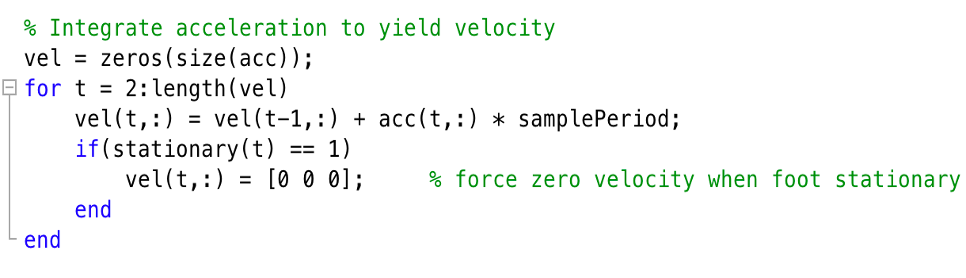 % Integrate acceleration to yield velocity
vel = zeros(size(acc));
for t = 2:length(vel)
    vel(t,:) = vel(t-1,:) + acc(t,:) * samplePeriod;
    if(stationary(t) == 1)
        vel(t,:) = [0 0 0];     % force zero velocity when foot stationary
    end
end